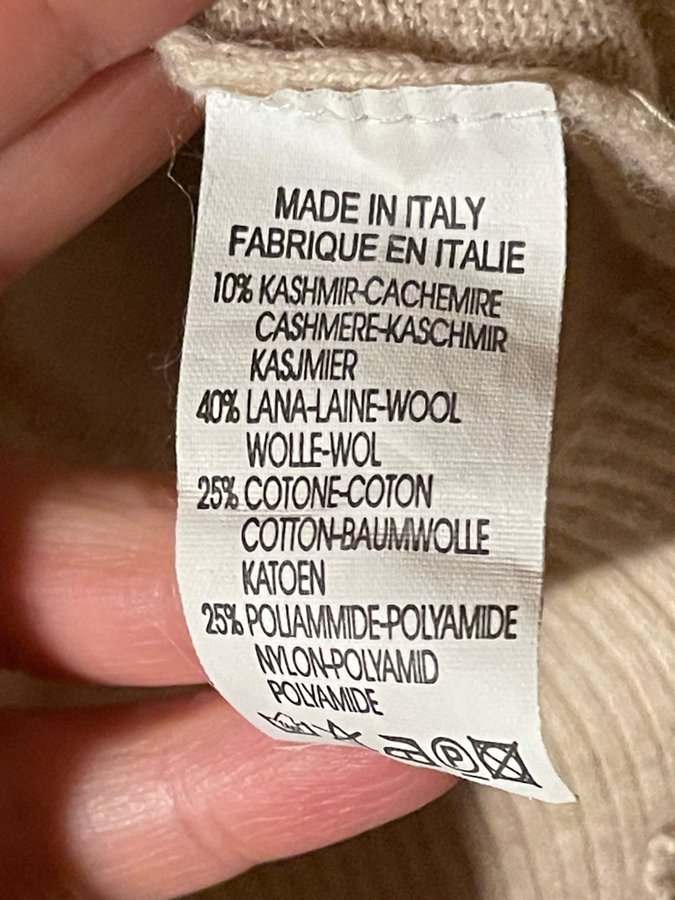 MADE IN ITALY
FABRIQUE EN ITALIE
10% KASHMIR-CACHEMIRE
CASHMERE-KASCHMIR
KASJMIER
40% LANA-LAINE-WOOL
WOLLE-WOL
25% COTONE-COTON
COTTON-BAUMWOLLE
KATOEN
25% POLIAMMIDE-POLYAMIDE
NYLON-POLYAMID
POLYAMIDE
P